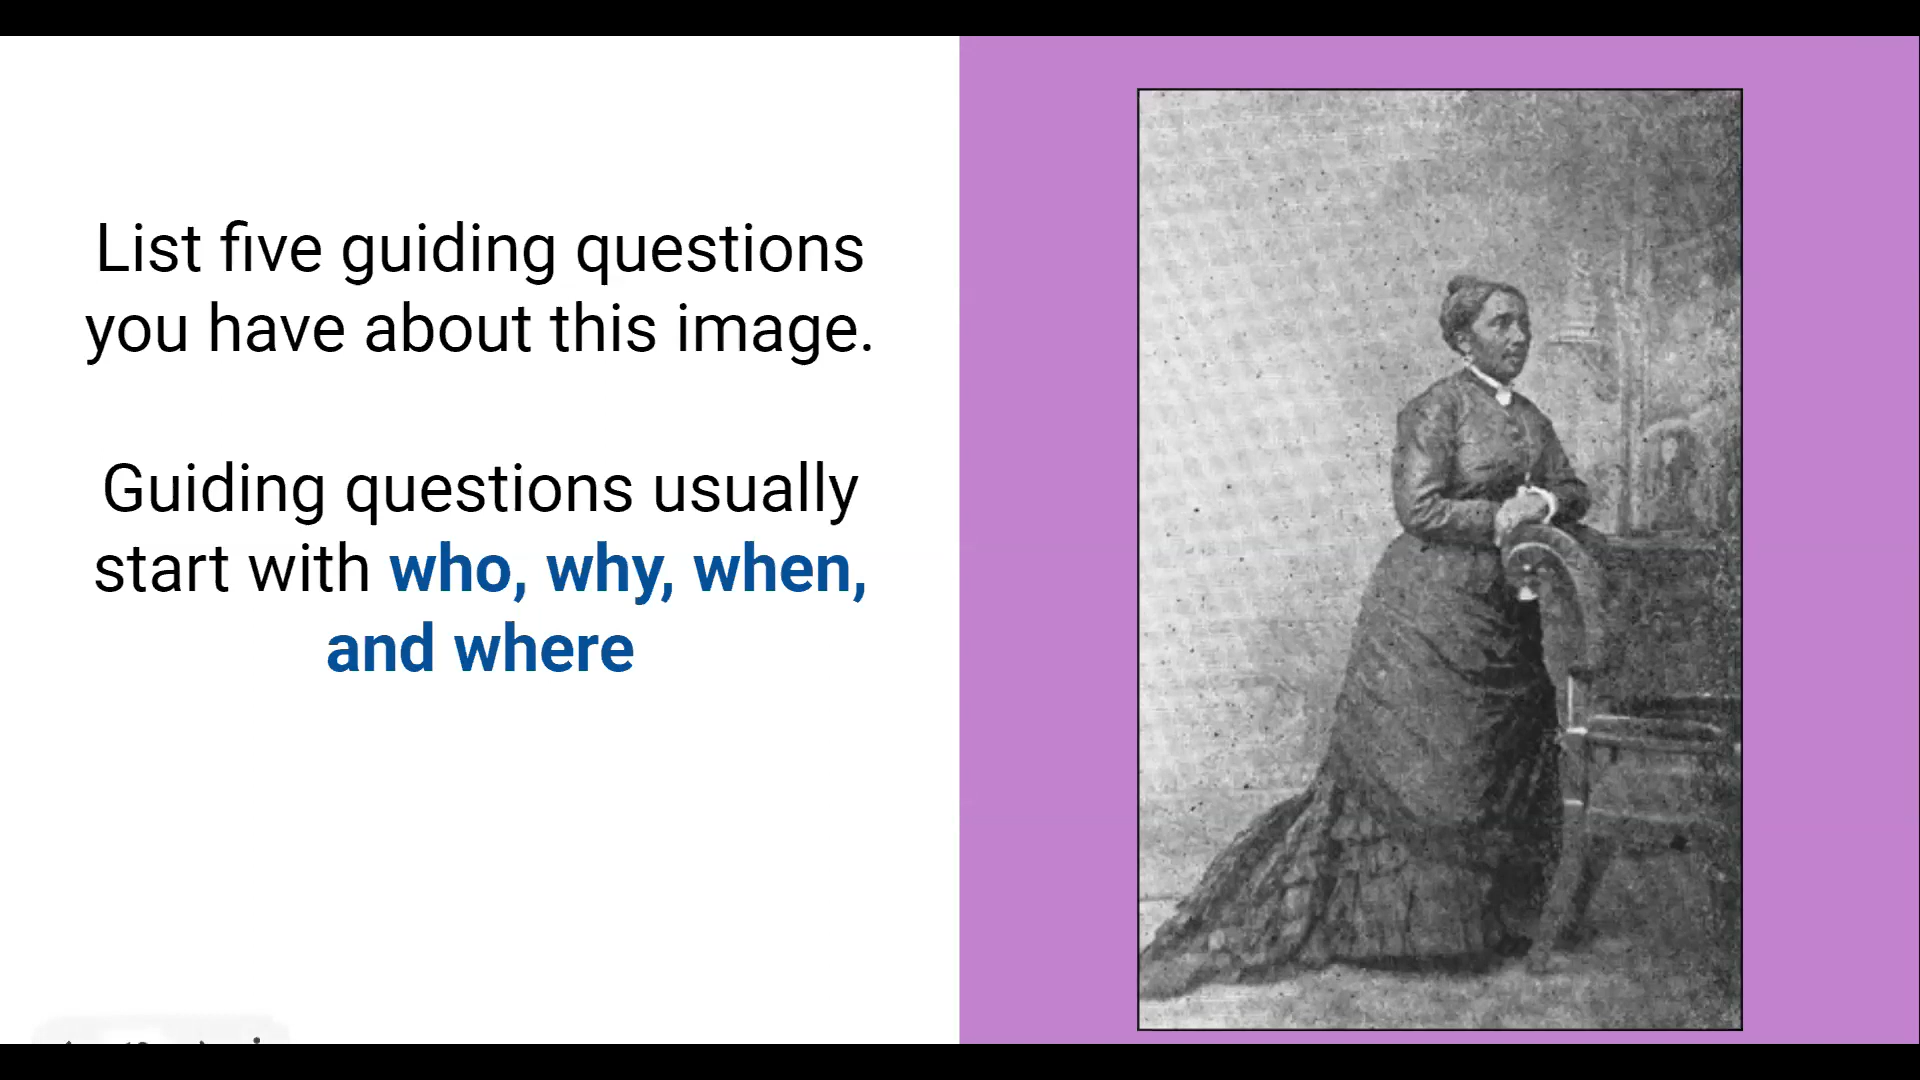 List five guiding questions
you have about this image.
Guiding questions usually
start with who, why, when,
and where